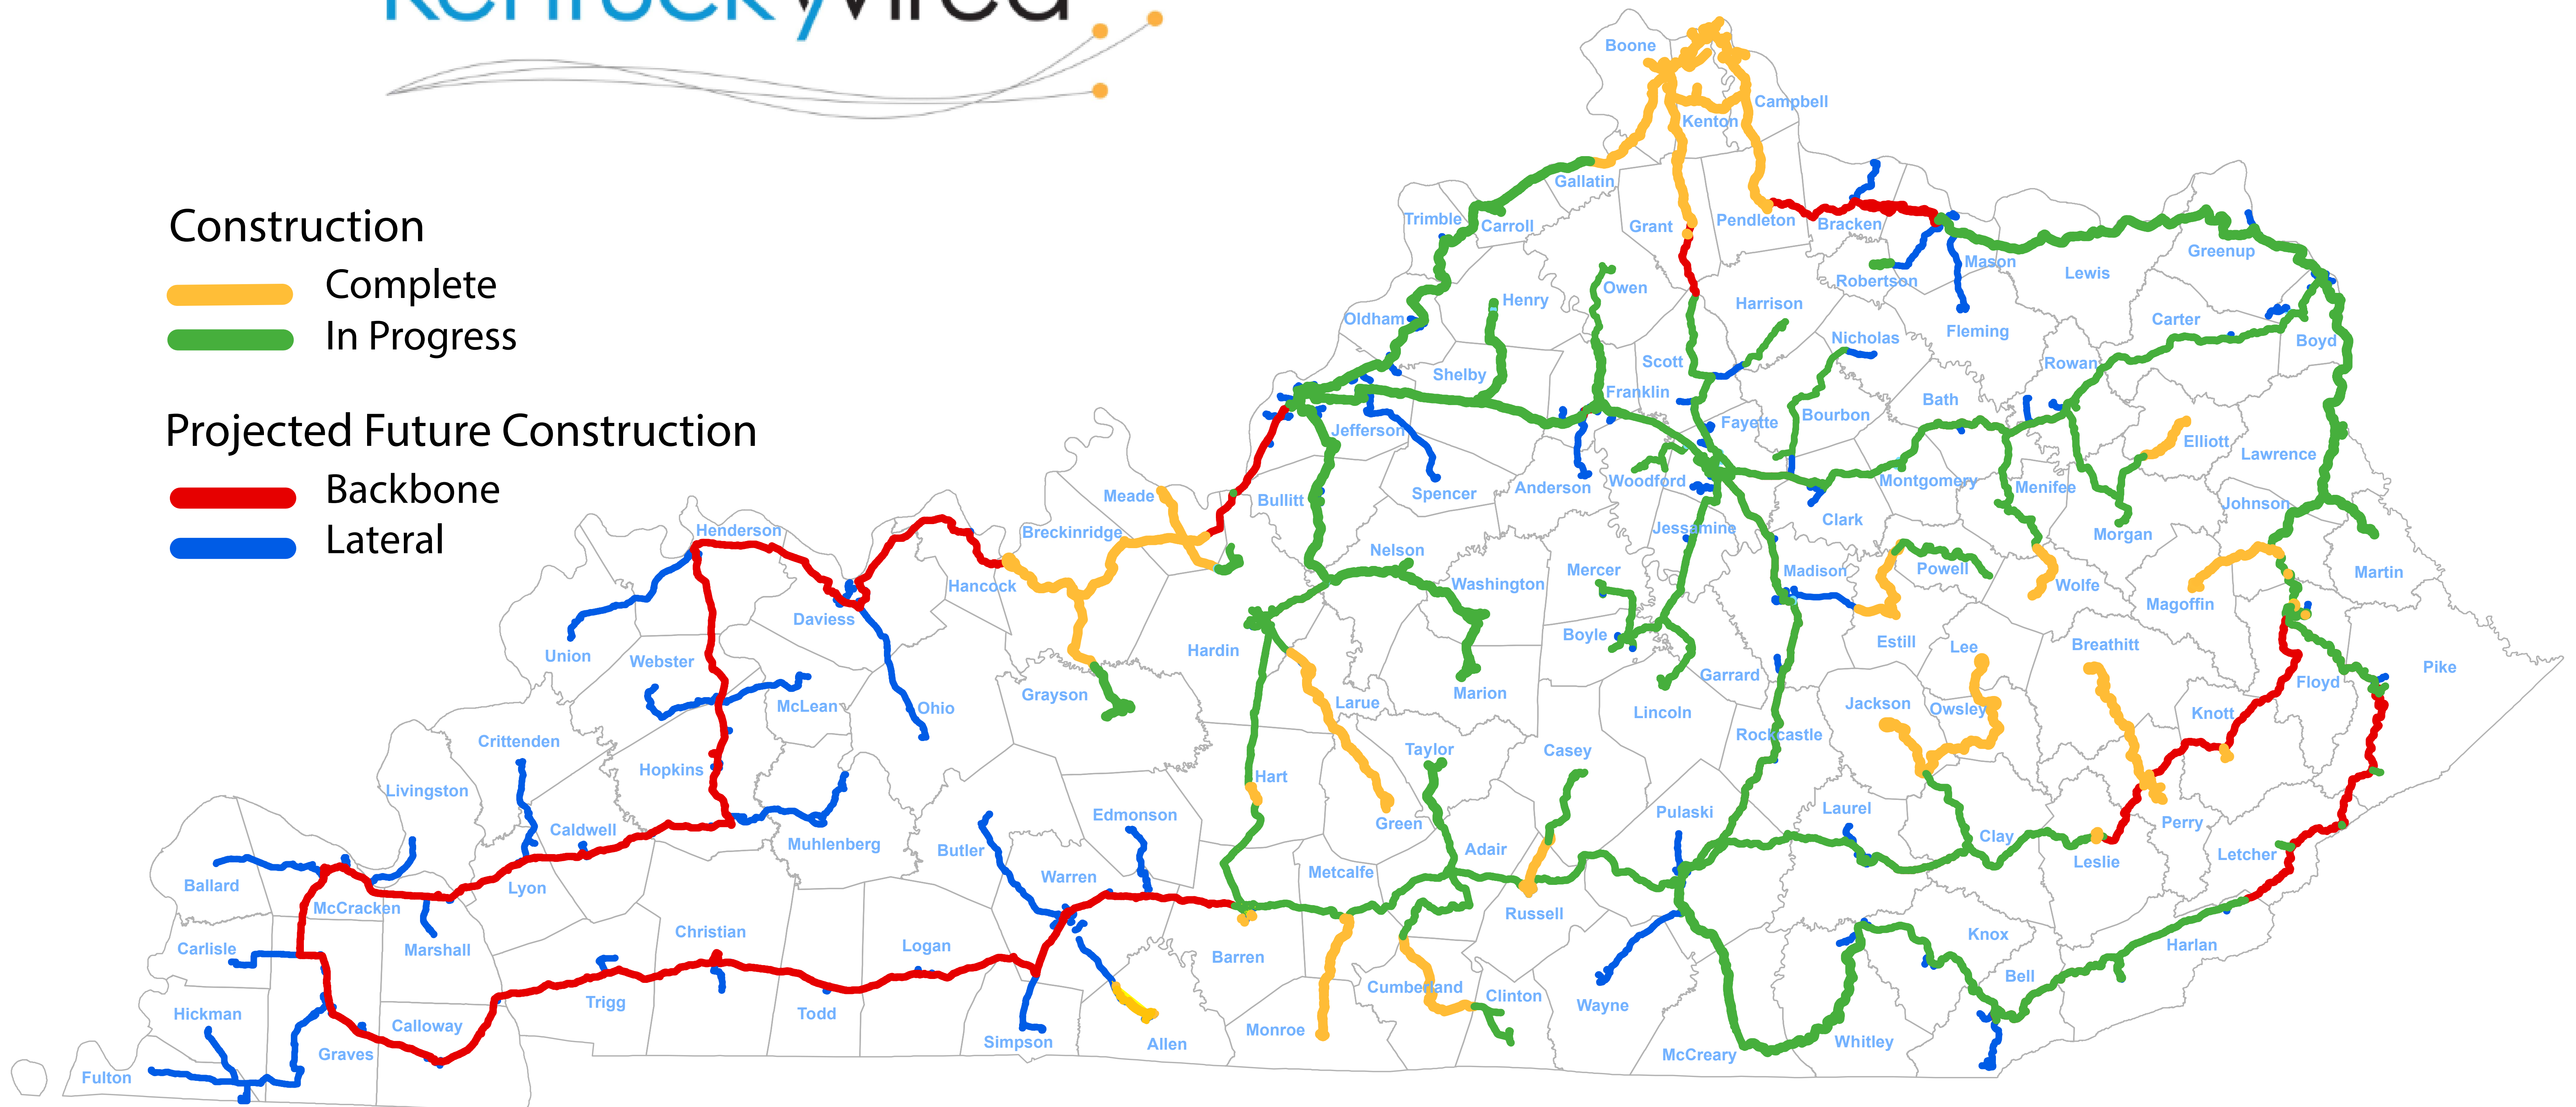 KentuckyWired
Construction
Complete
In Progress
Projected Future Construction
Backbone
Lateral
Boone
Campbell
Kenton
Gallatin
Trimble
Carroll
Grant
Pendleton
Bracken
Mason
Lewis
Greenup
Robertson
Owen
Henry
Harrison
Oldham
Nicholas
Fleming
Carter
Boyd
Rowan
Scott
Shelby
Franklin
Bath
Bourbon
Fayette
Jefferson
Elliott
Lawrence
Woodford
Montgomery
Menifee
Anderson
Spencer
Bullitt
Meade
Johnson
Clark
Jessamine
Morgan
Henderson
Breckinridge
Nelson
Mercer
Madison
Powell
Martin
Washington
Hancock
Wolfe
Magoffin
Daviess
Boyle
Estill
Lee
Breathitt
Hardin
Union
Webster
Garrard
Pike
Floyd
Grayson
Marion
Larue
McLean
Ohio
Lincoln
Jackson
Owsley
Knott
Rockcastle
Crittenden
Taylor
Casey
Hopkins
Hart
Livingston
Laurel
Pulaski
Edmonson
Green
Perry
Caldwell
Clay
Muhlenberg
Butler
Adair
Letcher
Leslie
Metcalfe
Warren
Ballard
Lyon
McCracken
Russell
Christian
Knox
Harlan
Logan
Carlisle
Marshall
Barren
Bell
Cumberland
Clinton
Trigg
Wayne
Hickman
Todd
Calloway
Monroe
Simpson
Allen
Whitley
McCreary
Graves
Fulton